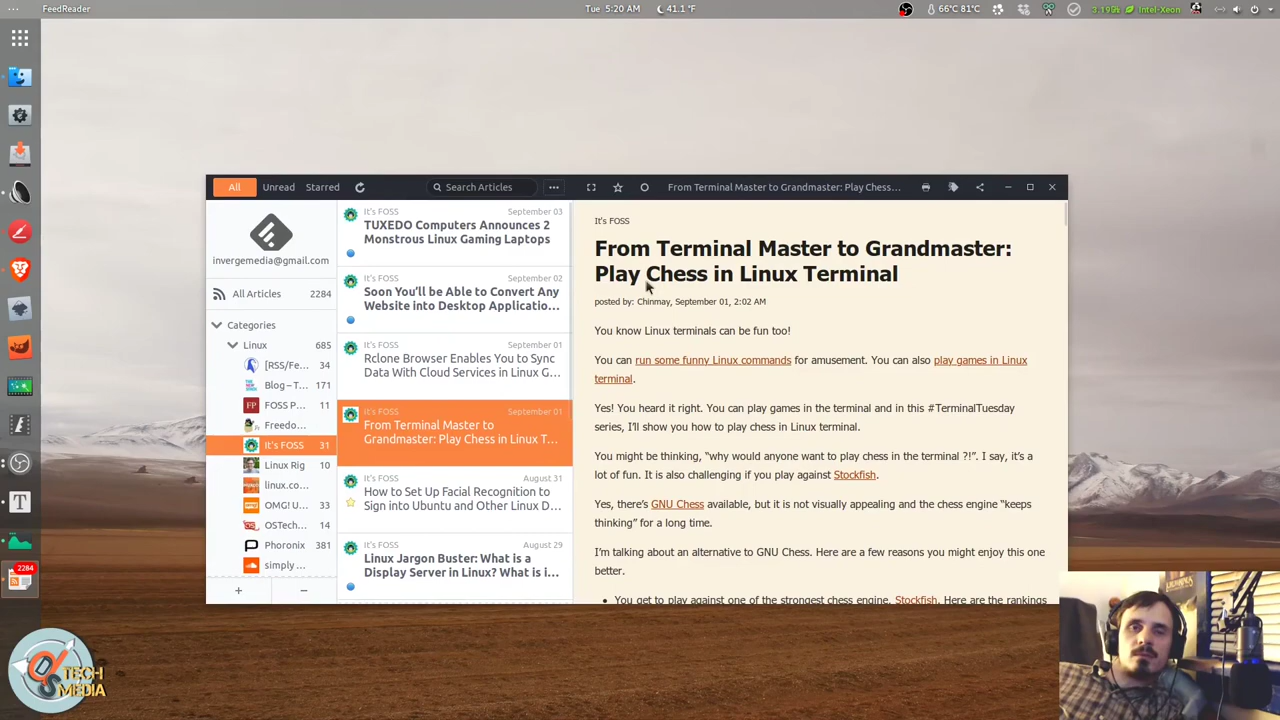 FeedReader
Tue 5:20 AM
41.1 °F
66°C 81°C
Intel-Xeon
All
Unread
Starred
Search Articles
From Terminal Master to Grandmaster: Play Chess…
invergemedia@gmail.com
All Articles 2284
Categories
Linux 685
[RSS/Fe… 34
Blog – T… 171
FOSS P… 11
Freedo…
It's FOSS 31
Linux Rig 10
linux.co…
OMG! U… 33
OSTech… 14
Phoronix 381
simply …
+
−
It's FOSS September 03
TUXEDO Computers Announces 2
Monstrous Linux Gaming Laptops
It's FOSS September 02
Soon You’ll be Able to Convert Any
Website into Desktop Applicatio…
It's FOSS September 01
Rclone Browser Enables You to Sync
Data With Cloud Services in Linux G…
It's FOSS September 01
From Terminal Master to
Grandmaster: Play Chess in Linux T…
It's FOSS August 31
How to Set Up Facial Recognition to
Sign into Ubuntu and Other Linux D…
It's FOSS August 29
Linux Jargon Buster: What is a
Display Server in Linux? What is i…
It's FOSS
From Terminal Master to Grandmaster:
Play Chess in Linux Terminal
posted by: Chinmay, September 01, 2:02 AM
You know Linux terminals can be fun too!
You can run some funny Linux commands for amusement. You can also play games in Linux
terminal.
Yes! You heard it right. You can play games in the terminal and in this #TerminalTuesday
series, I’ll show you how to play chess in Linux terminal.
You might be thinking, “why would anyone want to play chess in the terminal ?!”. I say, it’s a
lot of fun. It is also challenging if you play against Stockfish.
Yes, there’s GNU Chess available, but it is not visually appealing and the chess engine “keeps
thinking” for a long time.
I’m talking about an alternative to GNU Chess. Here are a few reasons you might enjoy this one
better.
• You get to play against one of the strongest chess engine, Stockfish. Here are the rankings
2284
OS
TECH
MEDIA